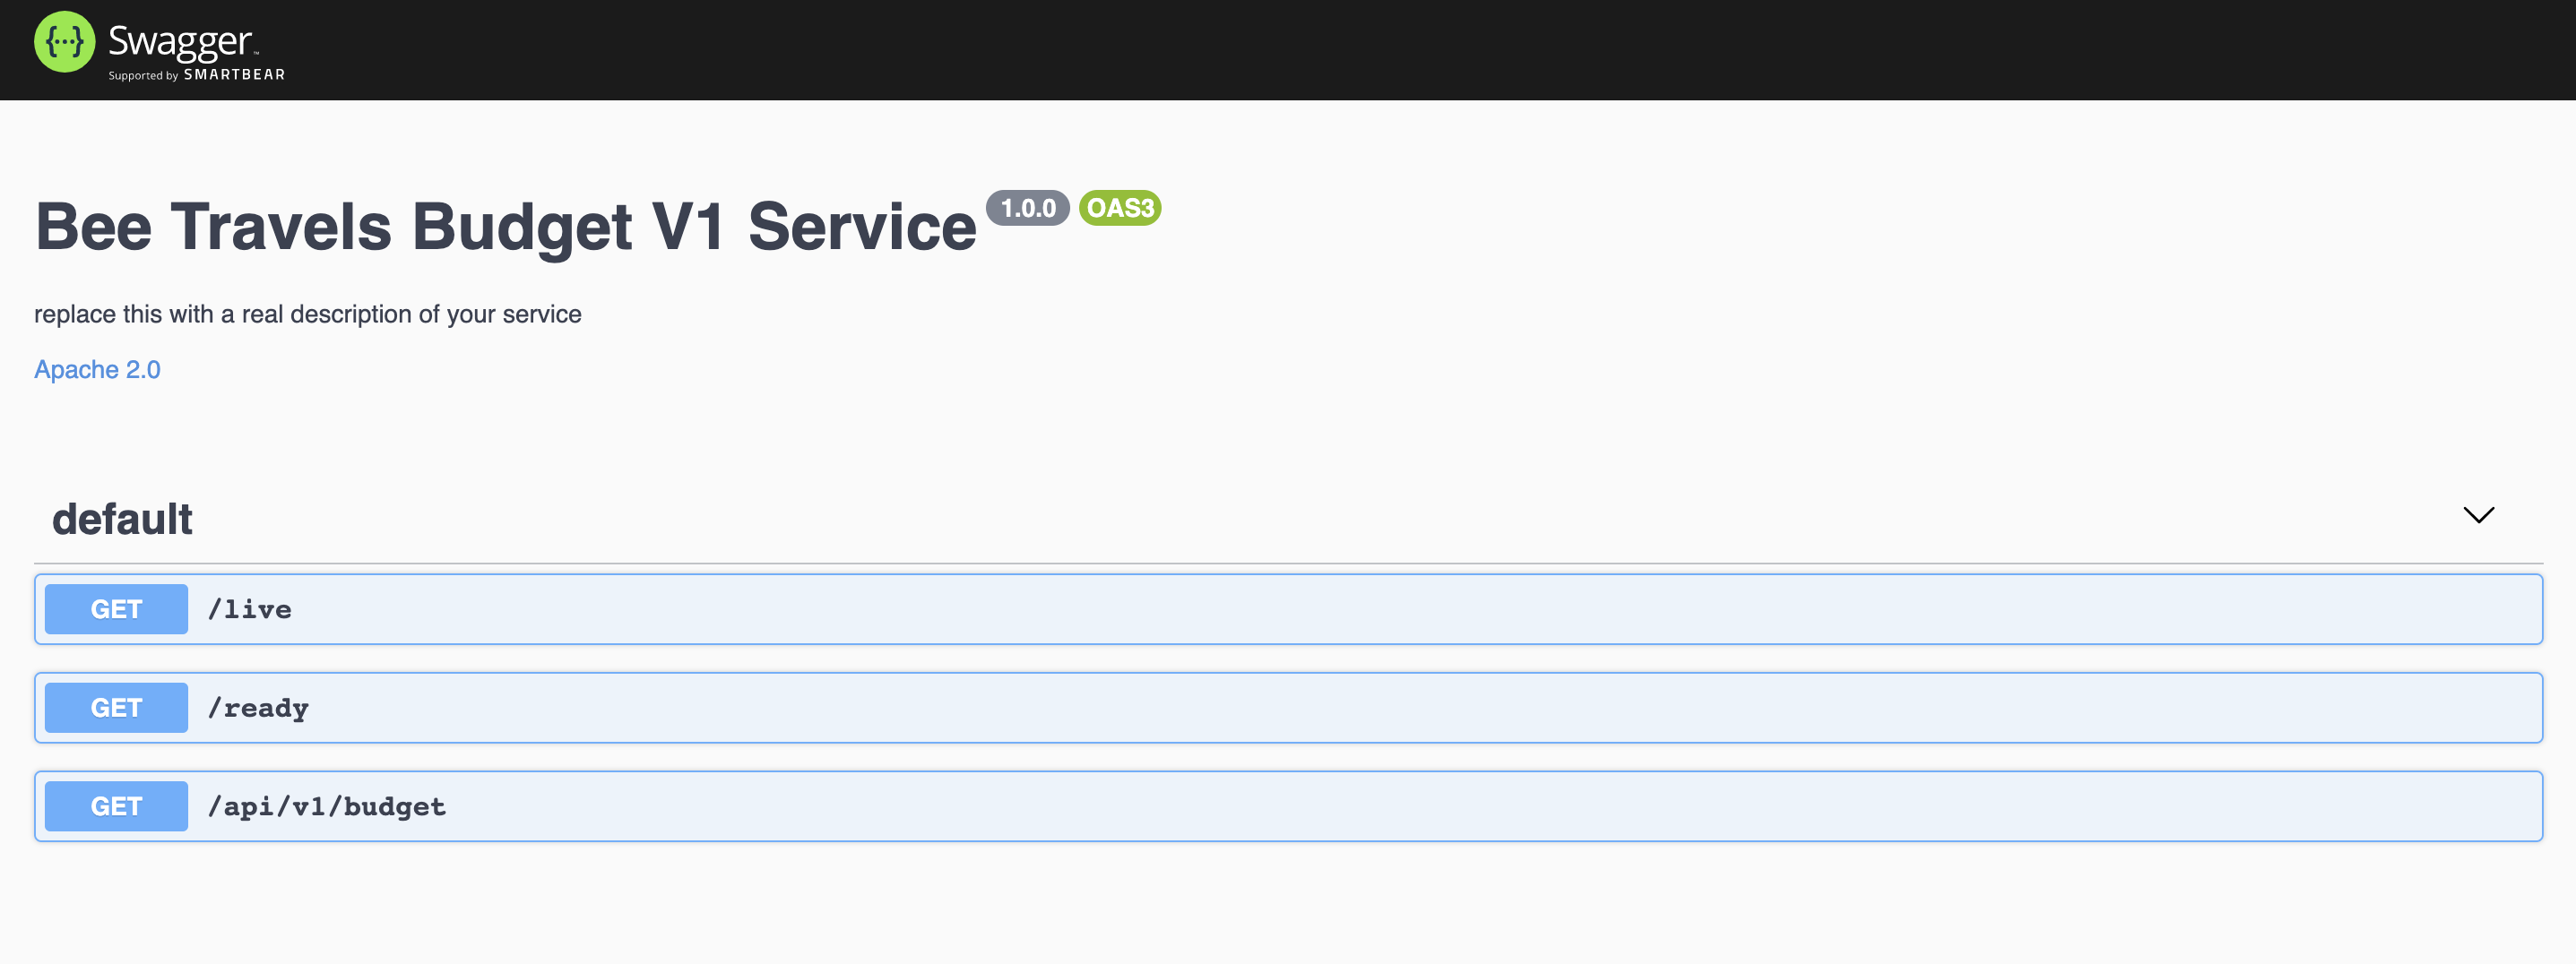 {...} Swagger™
Supported by SMARTBEAR
Bee Travels Budget V1 Service 1.0.0 OAS3
replace this with a real description of your service
Apache 2.0
default
GET /live
GET /ready
GET /api/v1/budget